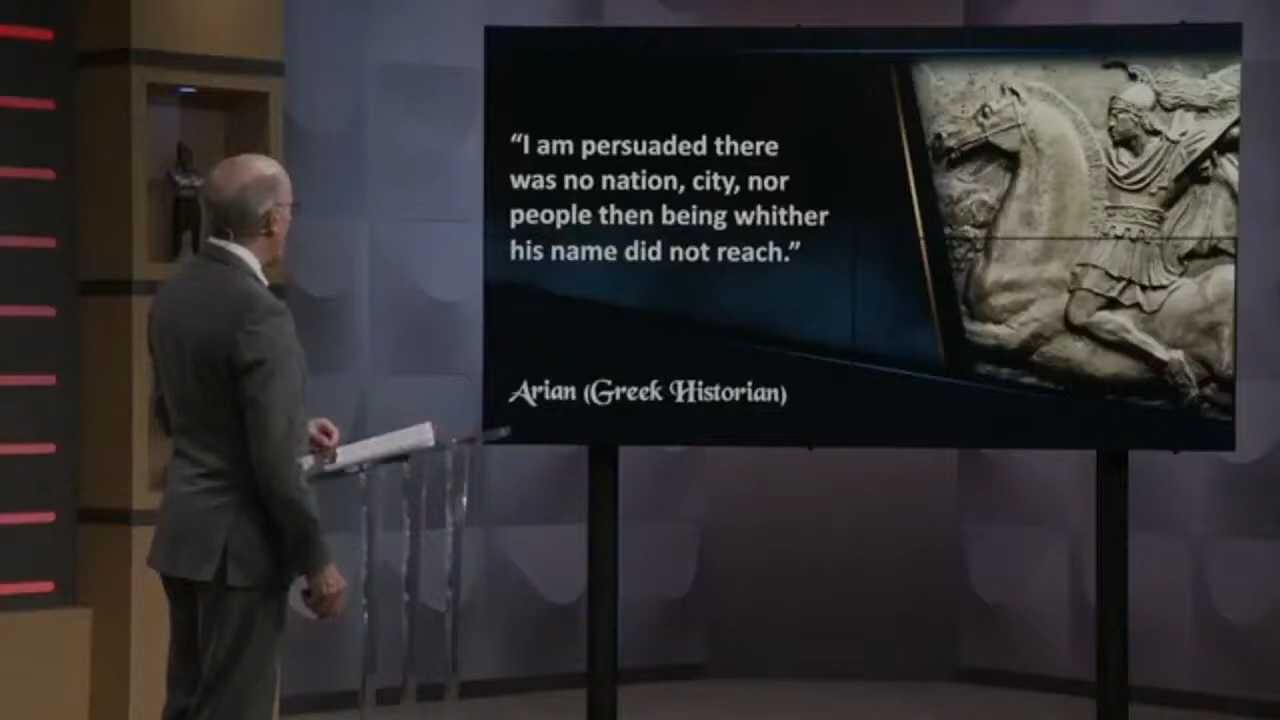 “I am persuaded there
was no nation, city, nor
people then being whither
his name did not reach.”
Arian (Greek Historian)